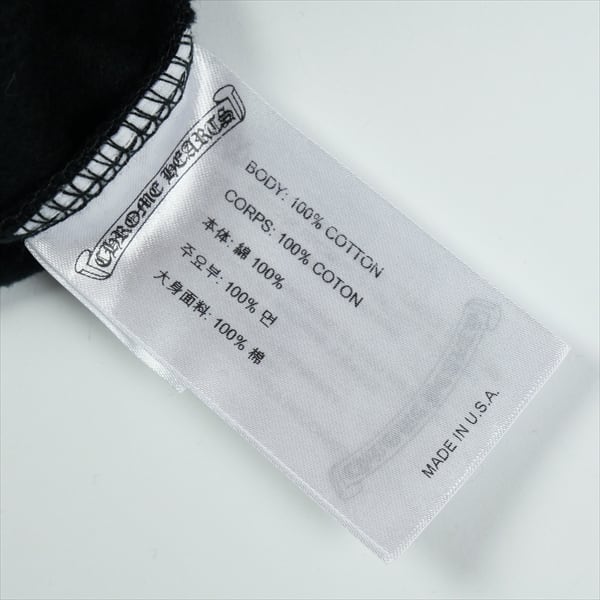 CHROME HEARTS
BODY: 100% COTTON
CORPS: 100% COTON
本体: 綿 100%
주요부: 100% 면
大身面料: 100% 棉
MADE IN U.S.A.